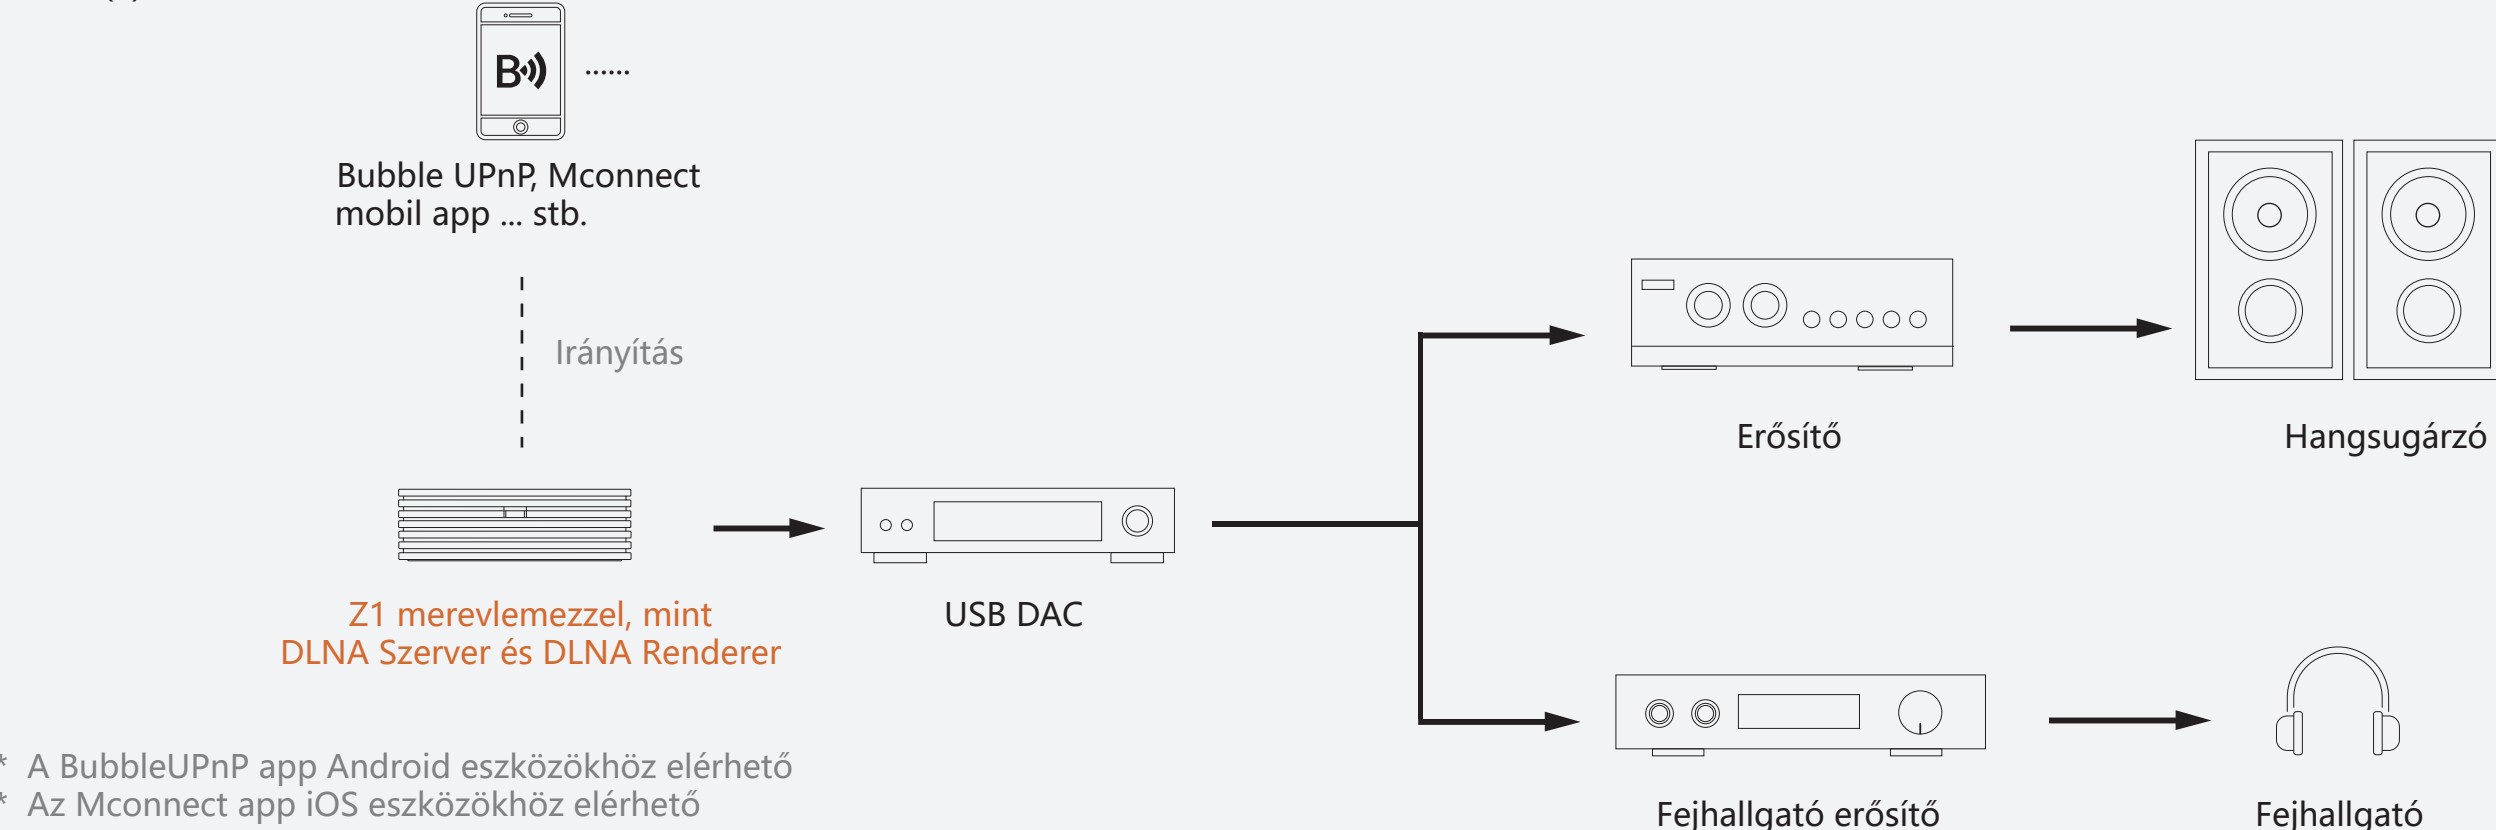 B
......
Bubble UPnP, Mconnect
mobil app ... stb.
Irányítás
Erősítő
Hangsugárzó
Z1 merevlemezzel, mint
DLNA Szerver és DLNA Renderer
USB DAC
* A BubbleUPnP app Android eszközökhöz elérhető
* Az Mconnect app iOS eszközökhöz elérhető
Fejhallgató erősítő
Fejhallgató